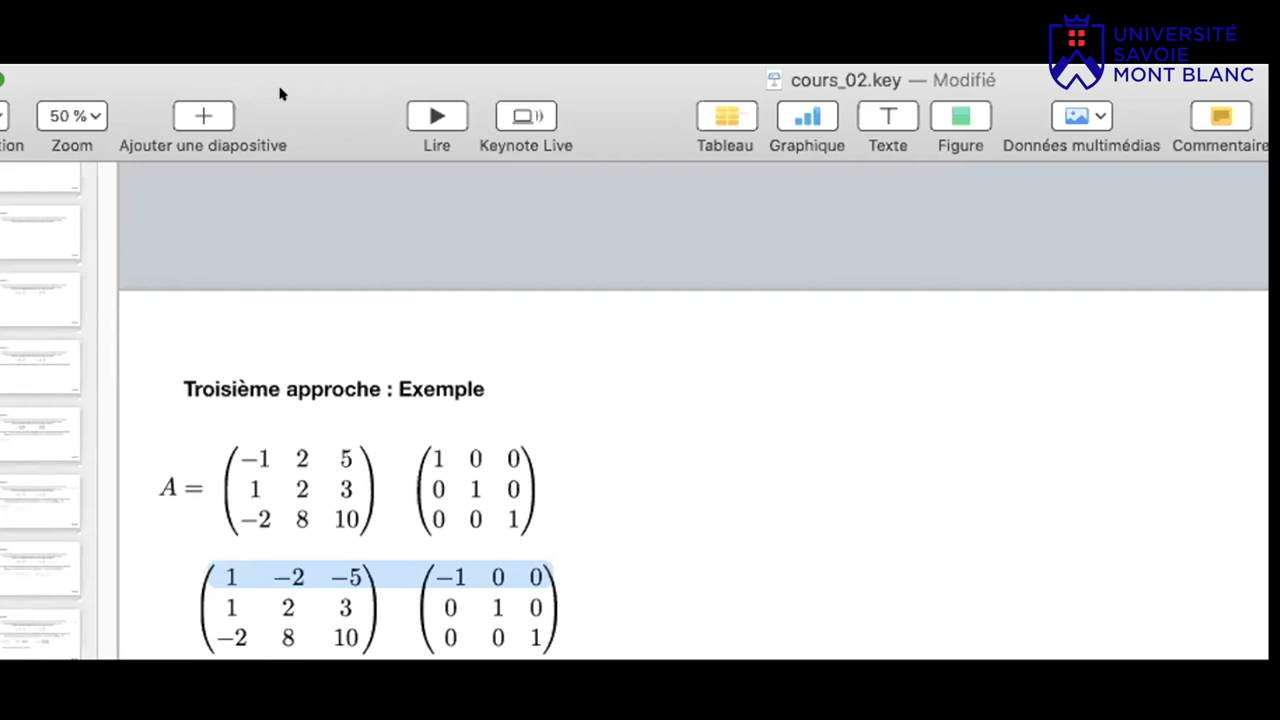 UNIVERSITÉ
SAVOIE
MONT BLANC
cours_02.key — Modifié
50 %
tion Zoom Ajouter une diapositive Lire Keynote Live Tableau Graphique Texte Figure Données multimédias Commentaire
Troisième approche : Exemple
−1 2 5 1 0 0
A = 1 2 3 0 1 0
−2 8 10 0 0 1
1 −2 −5 −1 0 0
1 2 3 0 1 0
−2 8 10 0 0 1